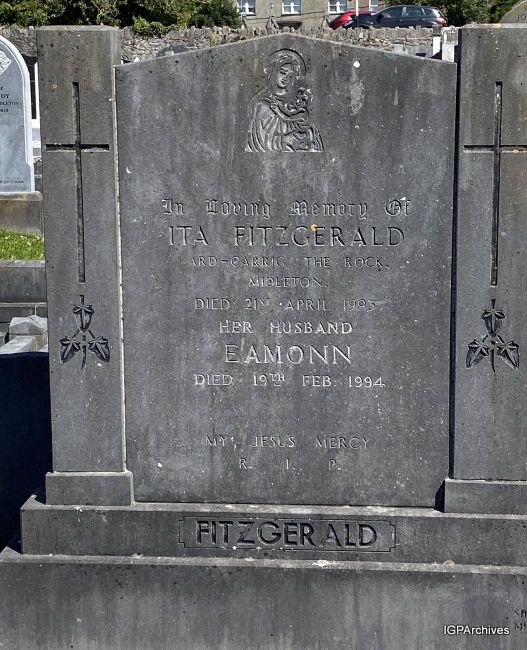 In Loving Memory Of
ITA FITZGERALD
ARD-CARRIG, THE ROCK,
MIDLETON.
DIED 21ST APRIL
HER HUSBAND
EAMONN
DIED 19TH FEB. 1994
MY JESUS MERCY
R. I. P.
FITZGERALD
IGPArchives